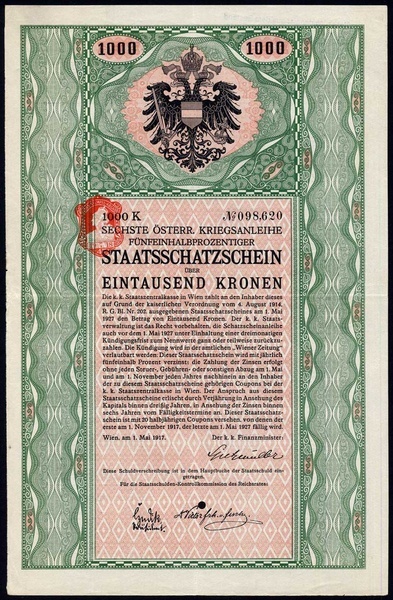 1000 1000
1000 K № 098,620
SECHSTE ÖSTERR. KRIEGSANLEIHE
FÜNFEINHALBPROZENTIGER
STAATSSCHATZSCHEIN
ÜBER
EINTAUSEND KRONEN
Die k. k. Staatszentralkasse in Wien zahlt an den Inhaber dieses
auf Grund der kaiserlichen Verordnung vom 4. August 1914,
R. G. Bl. Nr. 202, ausgegebenen Staatsschatzscheines am 1. Mai
1927 den Betrag von Eintausend Kronen. Der k. k. Staats-
verwaltung ist das Recht vorbehalten, die Schatzscheinanleihe
auch vor dem 1. Mai 1927 unter Einhaltung einer dreimonatigen
Kündigungsfrist zum Nennwerte ganz oder teilweise zurückzu-
zahlen. Die Kündigung wird in der amtlichen „Wiener Zeitung“
verlautbart werden. Dieser Staatsschatzschein wird mit jährlich
fünfeinhalb Prozent verzinst; die Zahlung der Zinsen erfolgt
ohne jeden Steuer-, Gebühren- oder sonstigen Abzug am 1. Mai
und am 1. November jeden Jahres nachhinein an den Inhaber
der zu diesem Staatsschatzscheine gehörigen Coupons bei der
k. k. Staatszentralkasse in Wien. Der Anspruch aus diesem
Staatsschatzscheine erlischt durch Verjährung in Ansehung des
Kapitals binnen dreißig Jahren, in Ansehung der Zinsen binnen
sechs Jahren vom Fälligkeitstermine an. Dieser Staatsschatz-
schein ist mit 20 halbjährigen Coupons versehen, von denen der
erste am 1. November 1917, der letzte am 1. Mai 1927 fällig wird.
Wien, am 1. Mai 1917. Der k. k. Finanzminister:
Diese Schuldverschreibung ist in dem Hauptbuche der Staatsschuld ein-
getragen.
Für die Staatsschulden-Kontrollkommission des Reichsrates: